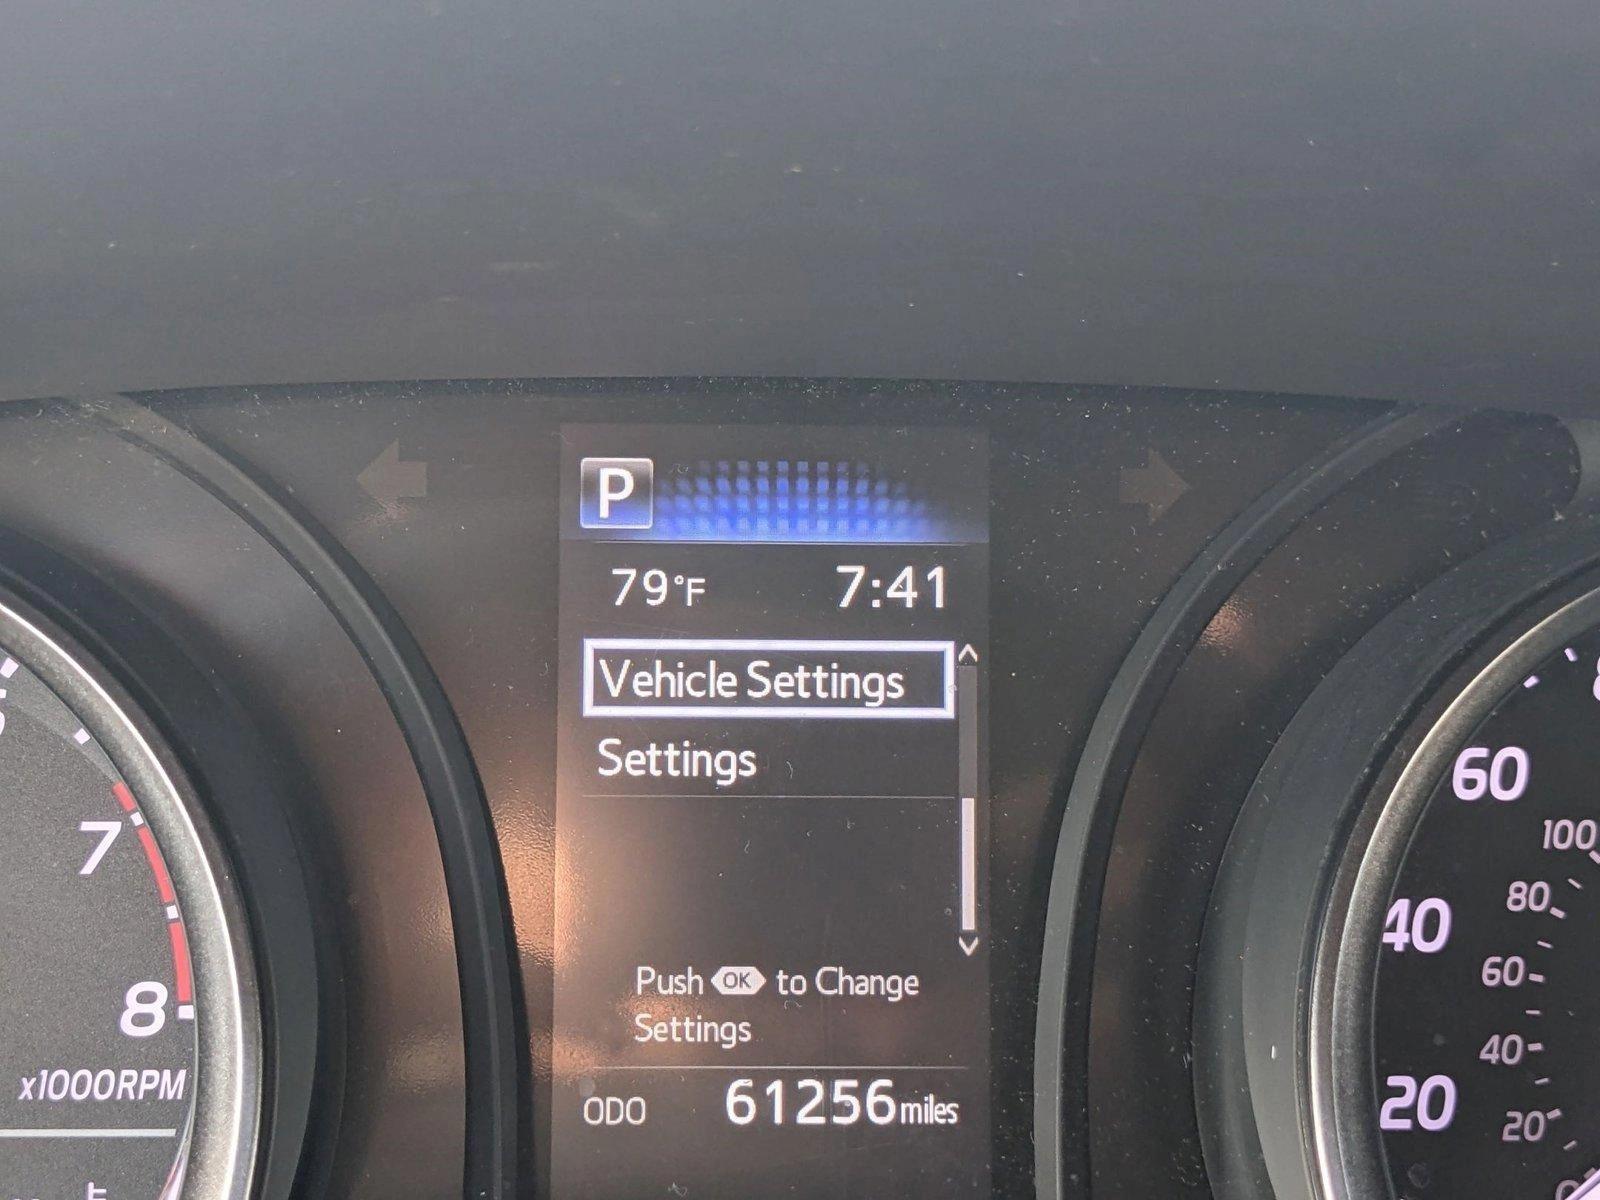 P
79°F 7:41
Vehicle Settings
Settings
Push OK to Change
Settings
ODO 61256 miles
7
8
x1000RPM
60
40
20
100
80
60
40
20